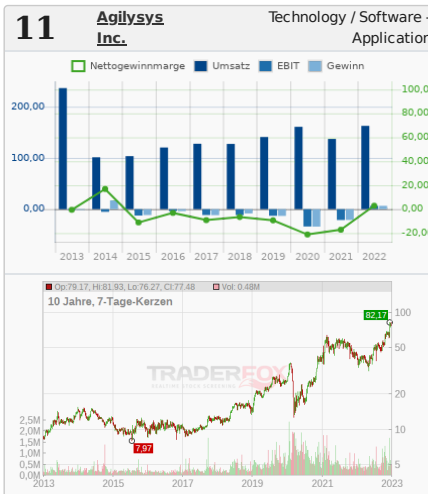 11 Agilysys Technology / Software -
Inc. Application
Nettogewinnmarge Umsatz EBIT Gewinn
100,0
200,00 80,00
60,00
100,00 40,00
20,00
0,00 0,00
-20,0
2013 2014 2015 2016 2017 2018 2019 2020 2021 2022
Op:79.17, Hi:81.93, Lo:76.27, Cl:77.48 Vol: 0.48M
10 Jahre, 7-Tage-Kerzen
82,17
100
50
TRADERFOX
20
2,5M
2,0M 10
1,5M
7,97
1,0M
0,5M 5
0,0M
2013 2015 2017 2019 2021 2023